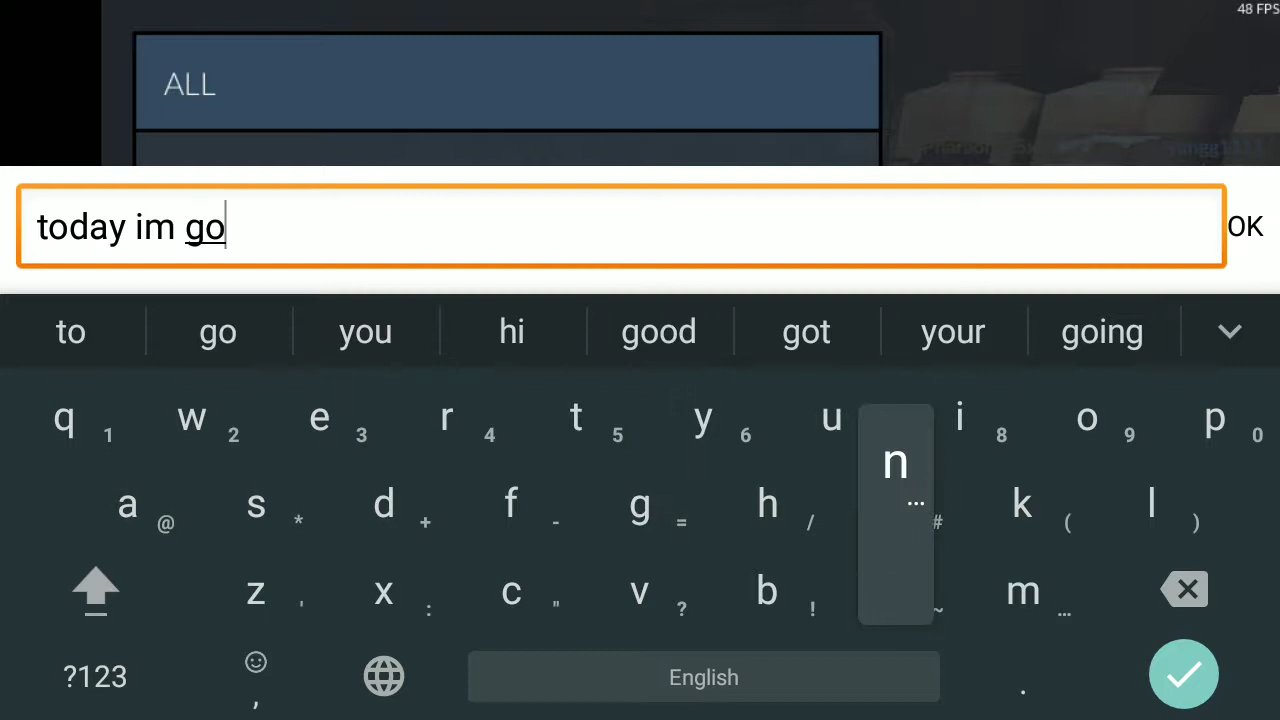 48 FPS
ALL
today im go
OK
to go you hi good got your going
q 1 w 2 e 3 r 4 t 5 y 6 u i 8 o 9 p 0
a @ s * d + f - g = h / # k ( l )
n ...
z ' x : c " v ? b ! ~ m ...
?123 , English .